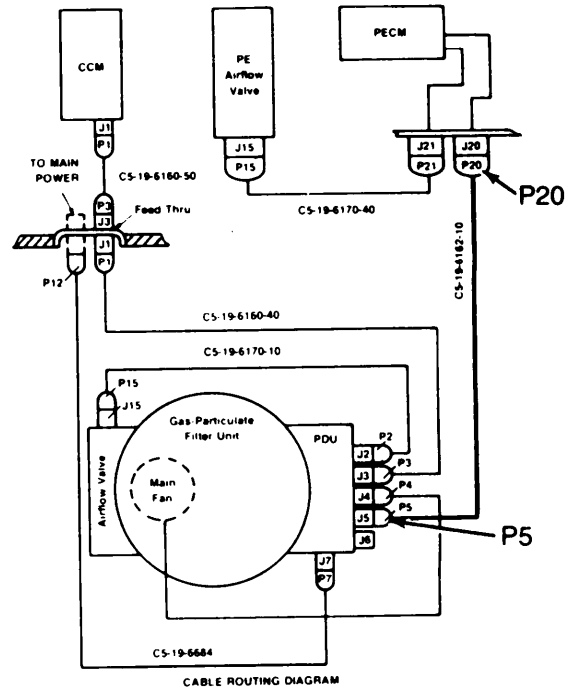 CCM
PE
Airflow
Valve
PECM
J1
P1
J15
P15
J21
P21
J20
P20
P20
TO MAIN
POWER
C5-19-6160-50
C5-19-6170-40
C5-19-6162-10
P3
J3
Feed Thru
J1
P1
P12
C5-19-6160-40
C5-19-6170-10
P15
J15
Gas-Particulate
Filter Unit
PDU
Airflow Valve
Main
Fan
J2
P2
J3
P3
J4
P4
J5
P5
P5
J6
J7
P7
C5-19-6684
CABLE ROUTING DIAGRAM